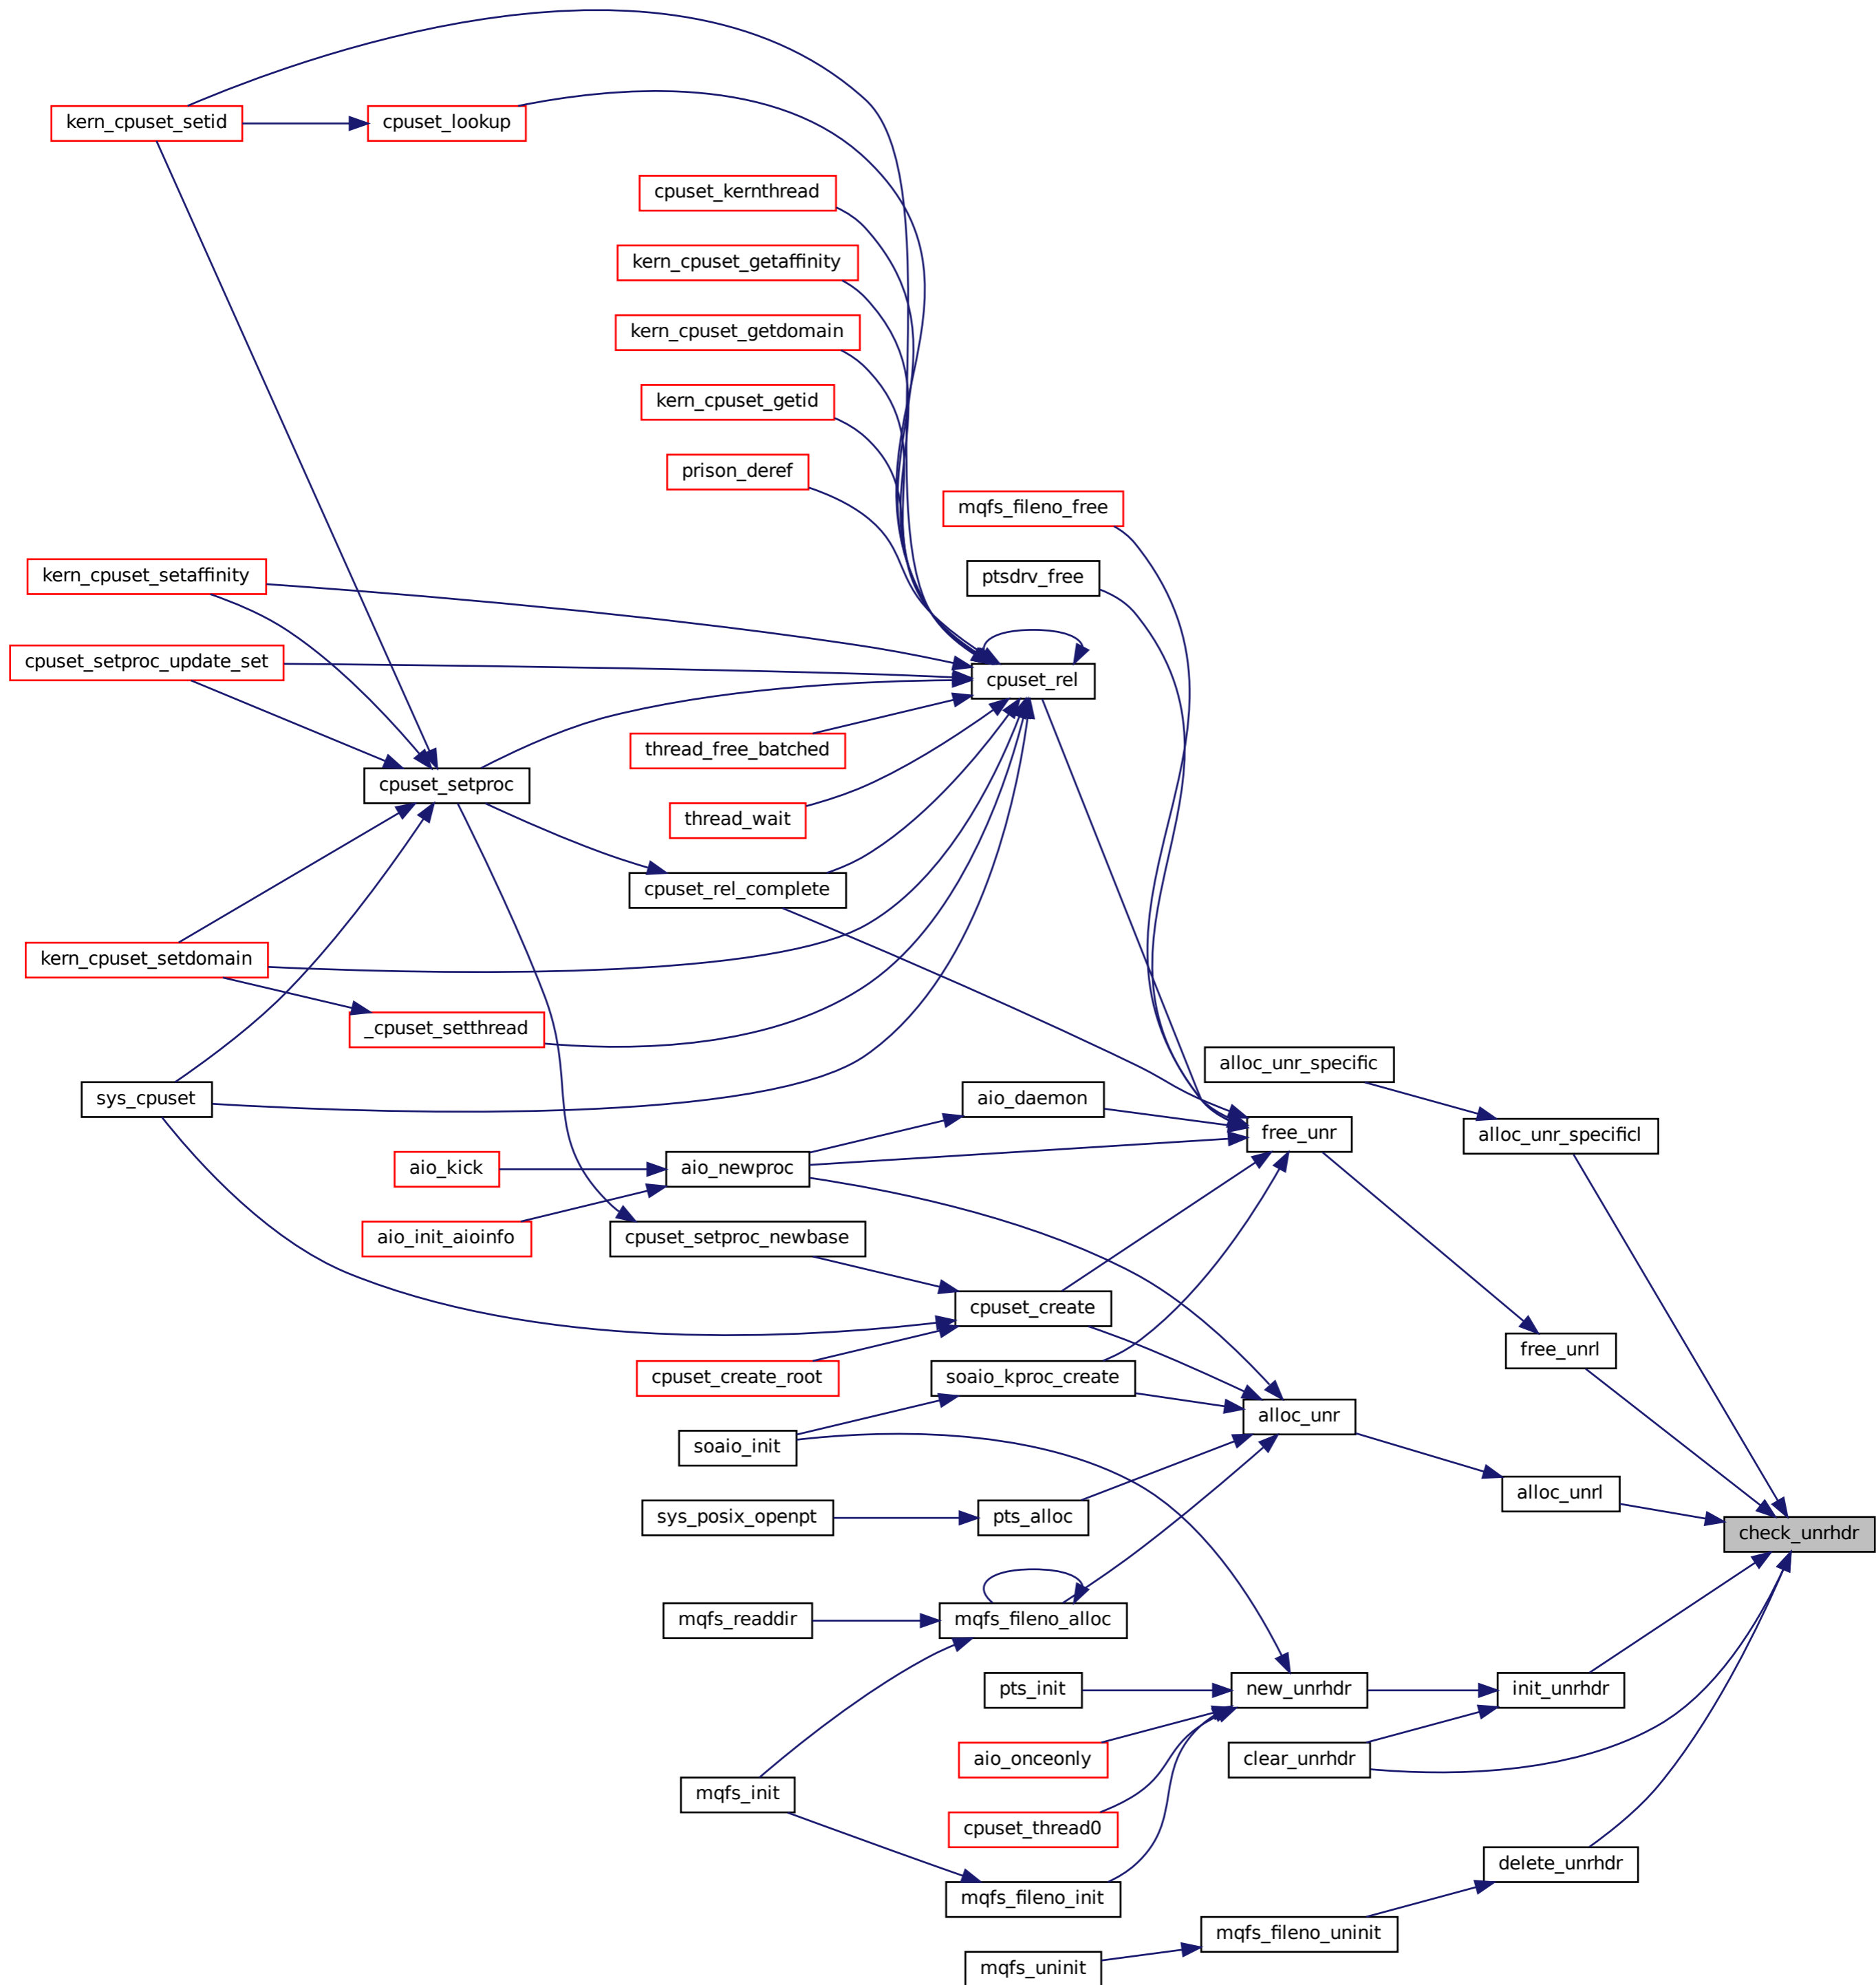 kern_cpuset_setid
cpuset_lookup
cpuset_kernthread
kern_cpuset_getaffinity
kern_cpuset_getdomain
kern_cpuset_getid
prison_deref
mqfs_fileno_free
kern_cpuset_setaffinity
ptsdrv_free
cpuset_setproc_update_set
cpuset_rel
thread_free_batched
cpuset_setproc
thread_wait
cpuset_rel_complete
kern_cpuset_setdomain
_cpuset_setthread
alloc_unr_specific
sys_cpuset
aio_daemon
free_unr
alloc_unr_specificl
aio_kick
aio_newproc
aio_init_aioinfo
cpuset_setproc_newbase
cpuset_create
free_unrl
cpuset_create_root
soaio_kproc_create
alloc_unr
soaio_init
alloc_unrl
sys_posix_openpt
pts_alloc
check_unrhdr
mqfs_readdir
mqfs_fileno_alloc
pts_init
new_unrhdr
init_unrhdr
aio_onceonly
clear_unrhdr
mqfs_init
cpuset_thread0
delete_unrhdr
mqfs_fileno_init
mqfs_fileno_uninit
mqfs_uninit